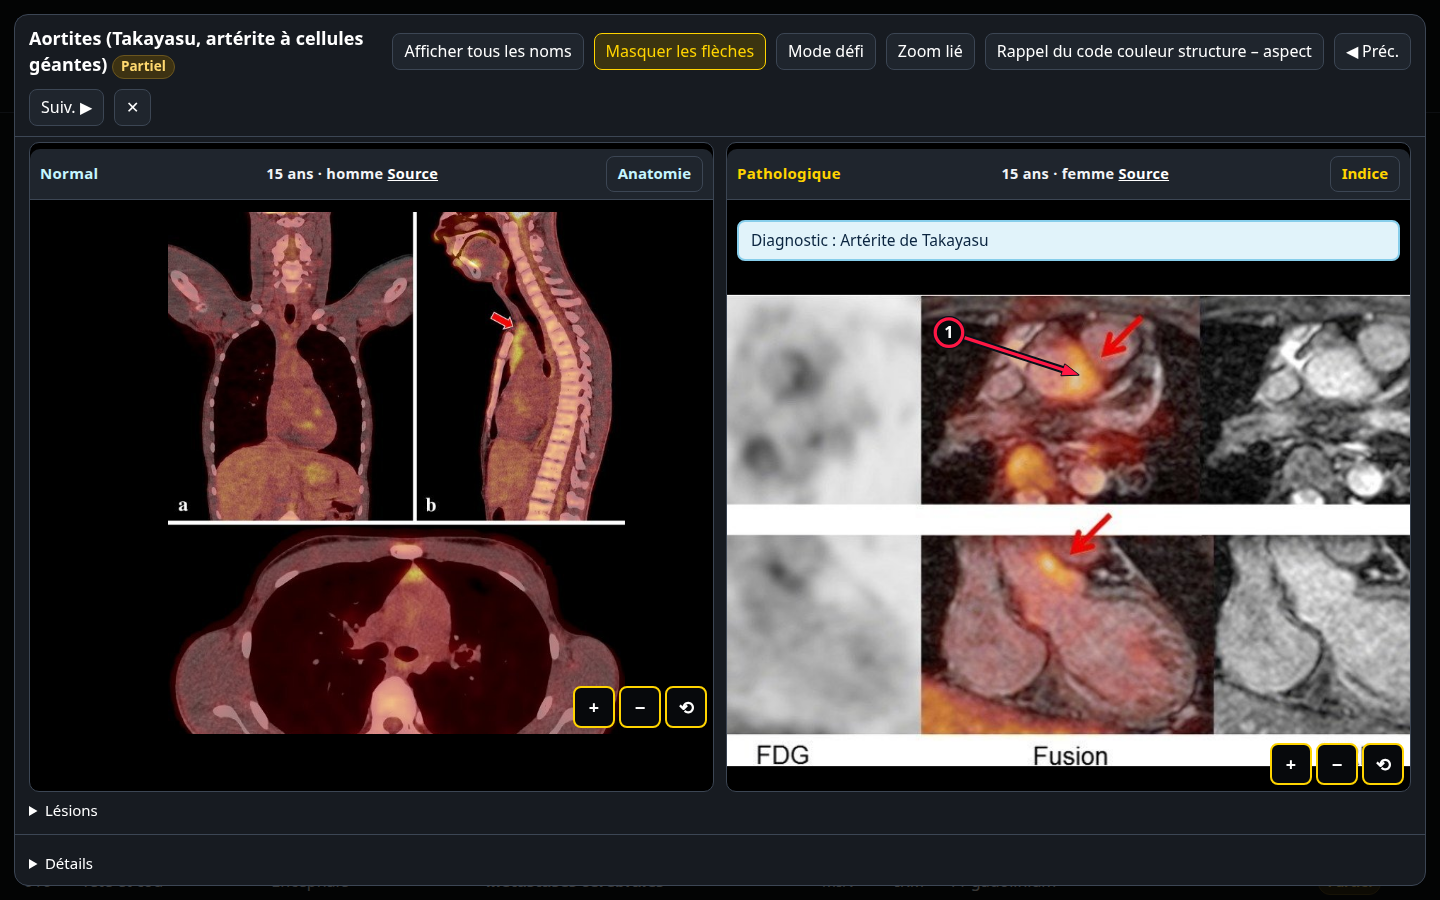 Aortites (Takayasu, artérite à cellules
géantes) Partiel
Afficher tous les noms
Masquer les flèches
Mode défi
Zoom lié
Rappel du code couleur structure – aspect
◀ Préc.
Suiv. ▶
✕
Normal
15 ans · homme Source
Anatomie
a
b
+
−
⟲
Pathologique
15 ans · femme Source
Indice
Diagnostic : Artérite de Takayasu
1
FDG
Fusion
+
−
⟲
▶ Lésions
▶ Détails